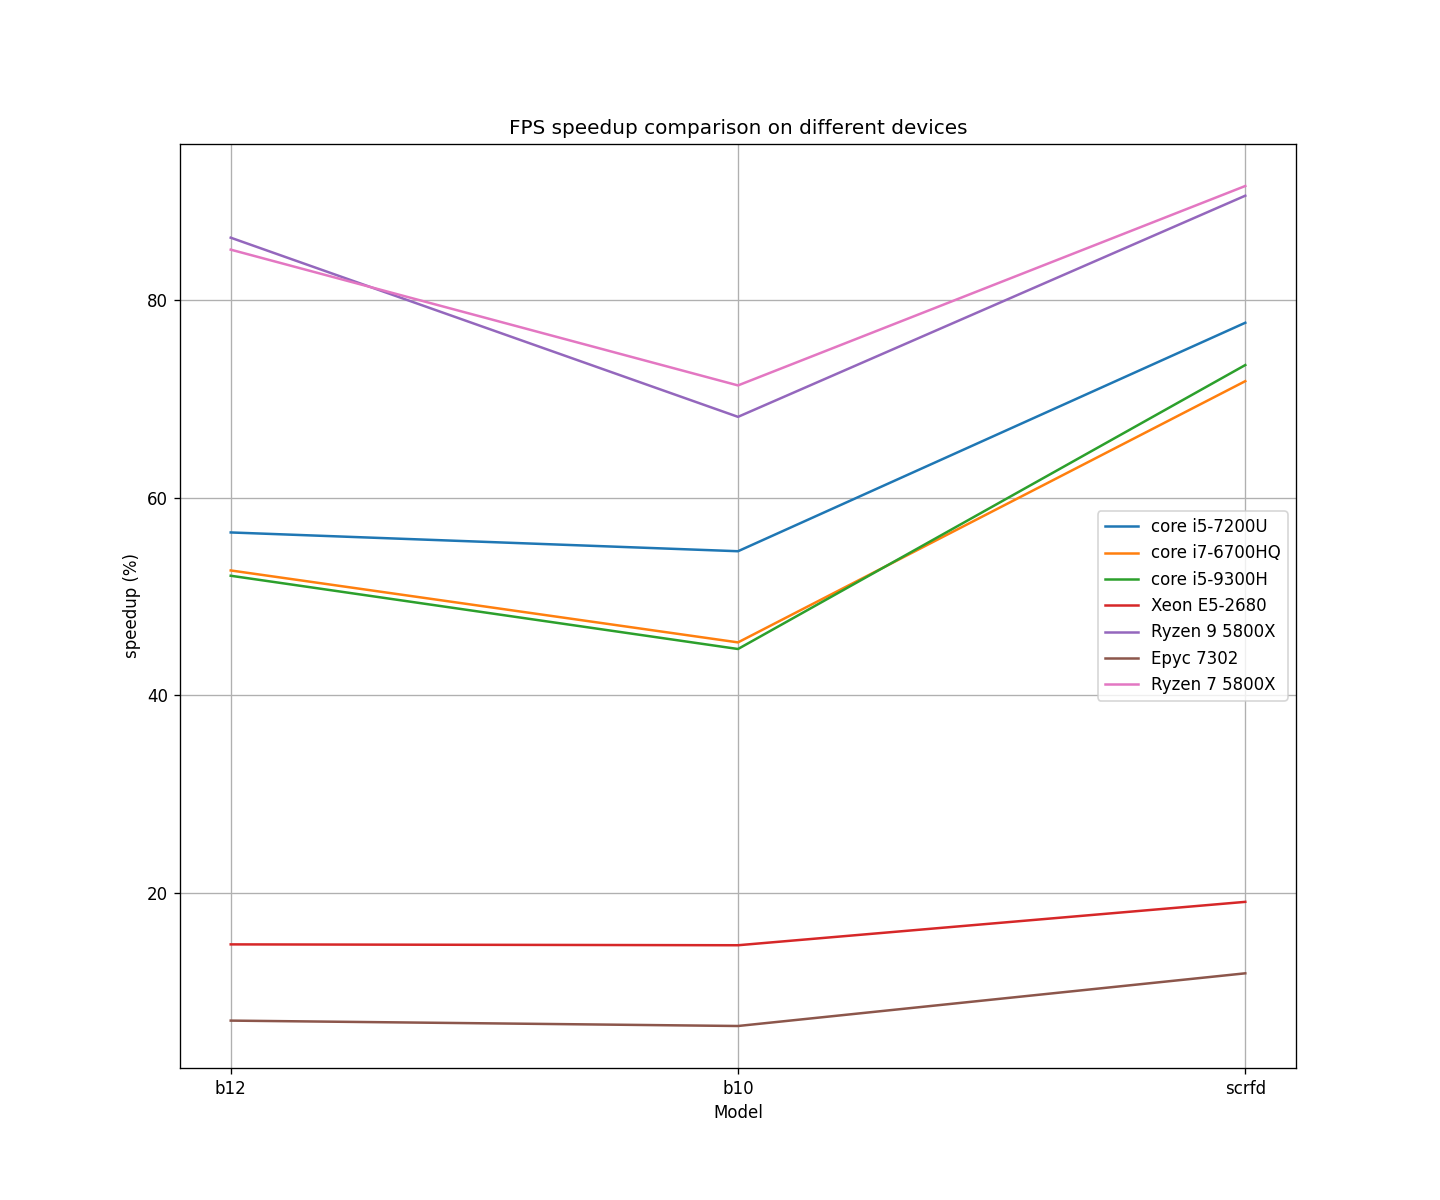 FPS speedup comparison on different devices
80
60
40
20
speedup (%)
core i5-7200U
core i7-6700HQ
core i5-9300H
Xeon E5-2680
Ryzen 9 5800X
Epyc 7302
Ryzen 7 5800X
b12 b10 scrfd
Model